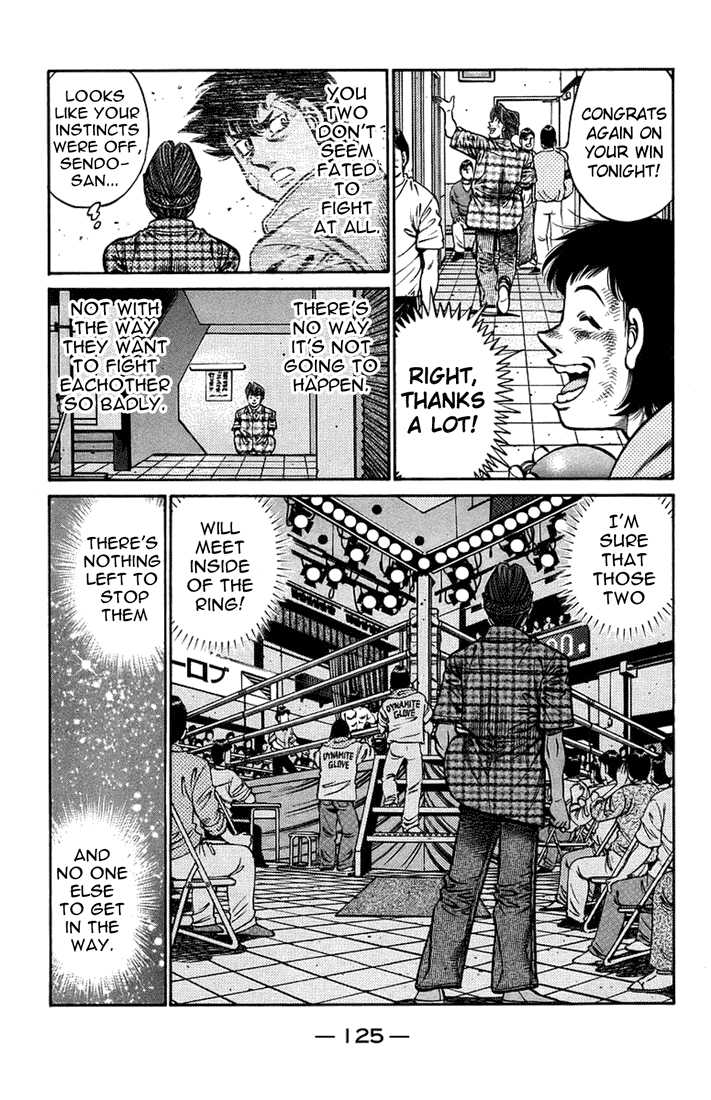 CONGRATS
AGAIN ON
YOUR WIN
TONIGHT!
RIGHT,
THANKS
A LOT!
YOU
TWO
DON'T
SEEM
FATED
TO
FIGHT
AT ALL.
LOOKS
LIKE YOUR
INSTINCTS
WERE OFF,
SENDO-
SAN...
THERE'S
NO WAY
IT'S NOT
GOING TO
HAPPEN.
NOT WITH
THE WAY
THEY WANT
TO FIGHT
EACHOTHER
SO BADLY.
I'M
SURE
THAT
THOSE
TWO
WILL
MEET
INSIDE
OF THE
RING!
ーロブ
DYNAMITE
GLOVE
DYNAMITE
GLOVE
THERE'S
NOTHING
LEFT TO
STOP
THEM
AND
NO ONE
ELSE
TO GET
IN THE
WAY.
— 125 —